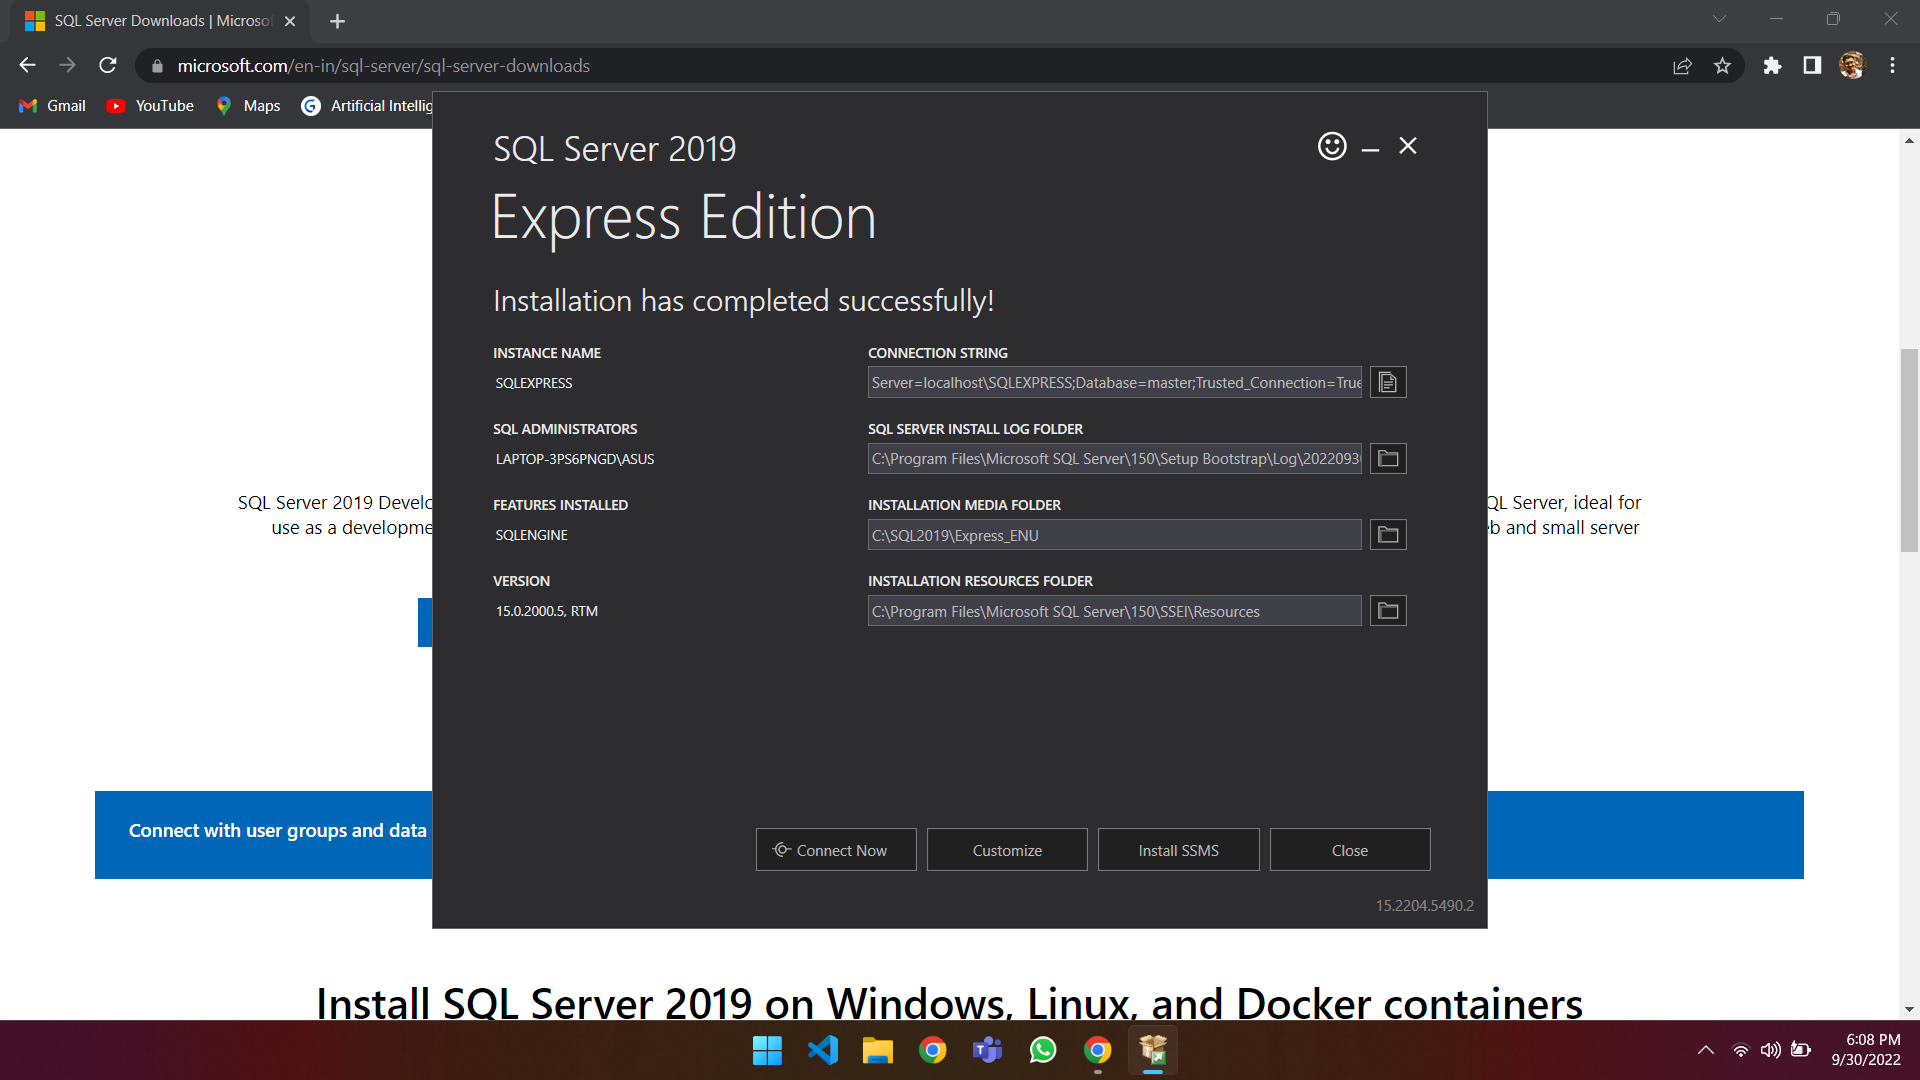 SQL Server Downloads | Microsof
microsoft.com/en-in/sql-server/sql-server-downloads
Gmail
YouTube
Maps
Artificial Intellig
SQL Server 2019
Express Edition
Installation has completed successfully!
INSTANCE NAME
SQLEXPRESS
CONNECTION STRING
Server=localhost\SQLEXPRESS;Database=master;Trusted_Connection=True
SQL ADMINISTRATORS
LAPTOP-3PS6PNGD\ASUS
SQL SERVER INSTALL LOG FOLDER
C:\Program Files\Microsoft SQL Server\150\Setup Bootstrap\Log\2022093
FEATURES INSTALLED
SQLENGINE
INSTALLATION MEDIA FOLDER
C:\SQL2019\Express_ENU
VERSION
15.0.2000.5, RTM
INSTALLATION RESOURCES FOLDER
C:\Program Files\Microsoft SQL Server\150\SSEI\Resources
Connect Now
Customize
Install SSMS
Close
15.2204.5490.2
SQL Server 2019 Develo
use as a developme
QL Server, ideal for
b and small server
Connect with user groups and data
Install SQL Server 2019 on Windows, Linux, and Docker containers
6:08 PM
9/30/2022